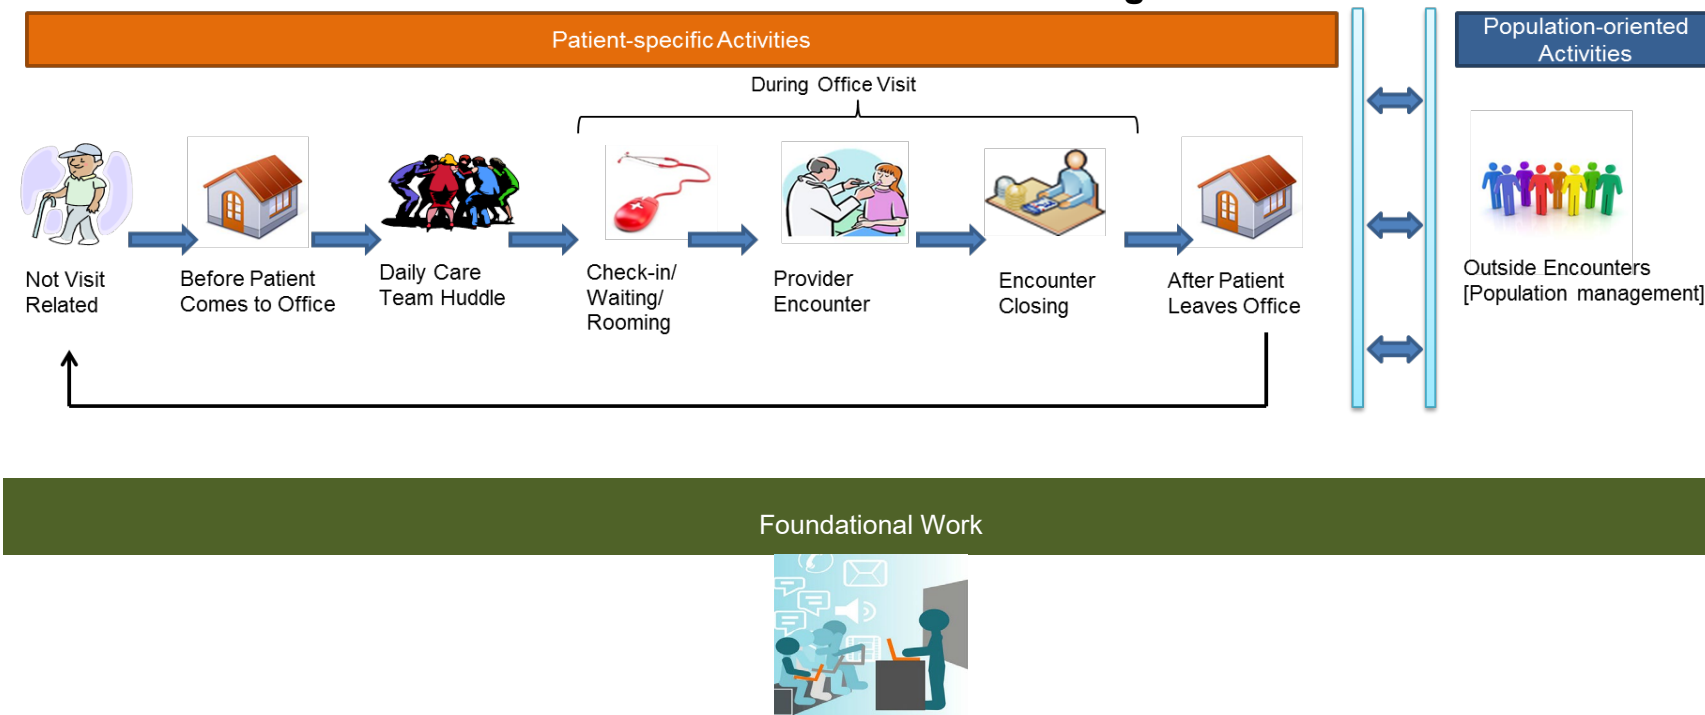 Patient-specific Activities
Population-oriented
Activities
During Office Visit
Not Visit
Related
Before Patient
Comes to Office
Daily Care
Team Huddle
Check-in/
Waiting/
Rooming
Provider
Encounter
Encounter
Closing
After Patient
Leaves Office
Outside Encounters
[Population management]
Foundational Work